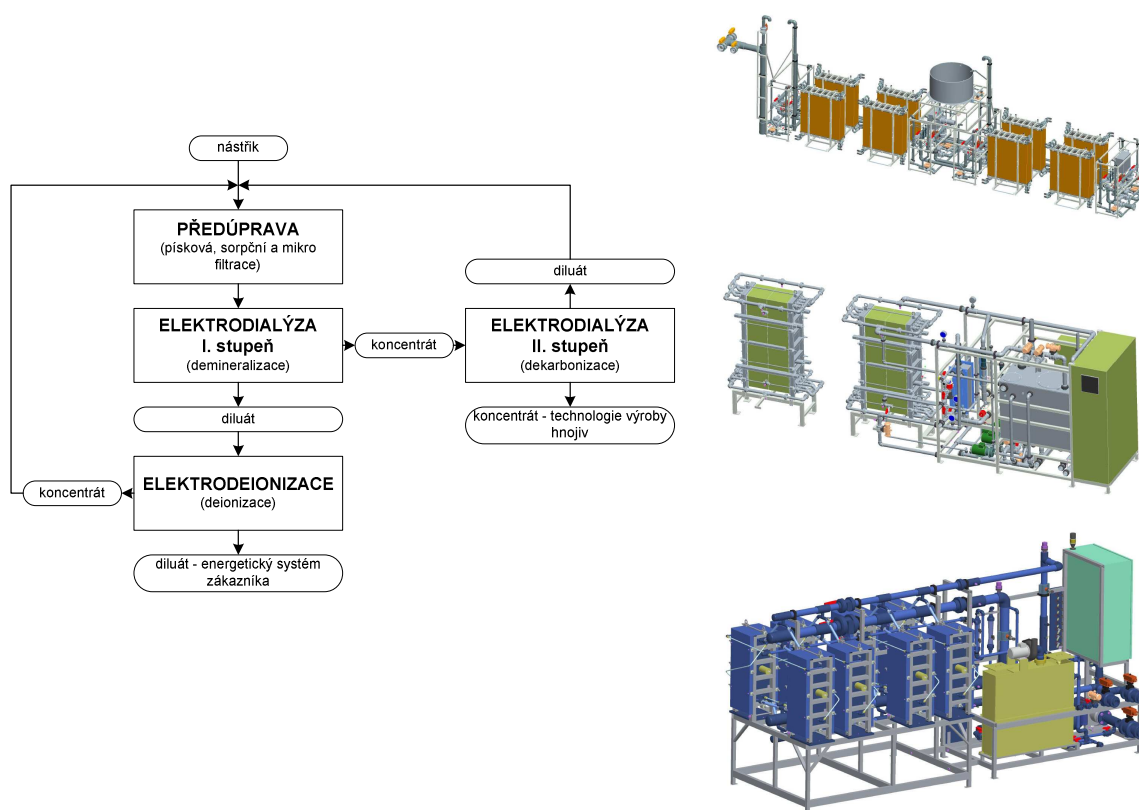 nástřik
PŘEDÚPRAVA
(písková, sorpční a mikro
filtrace)
diluát
ELEKTRODIALÝZA
I. stupeň
(demineralizace)
koncentrát
ELEKTRODIALÝZA
II. stupeň
(dekarbonizace)
diluát
koncentrát - technologie výroby
hnojiv
koncentrát
ELEKTRODEIONIZACE
(deionizace)
diluát - energetický systém
zákazníka